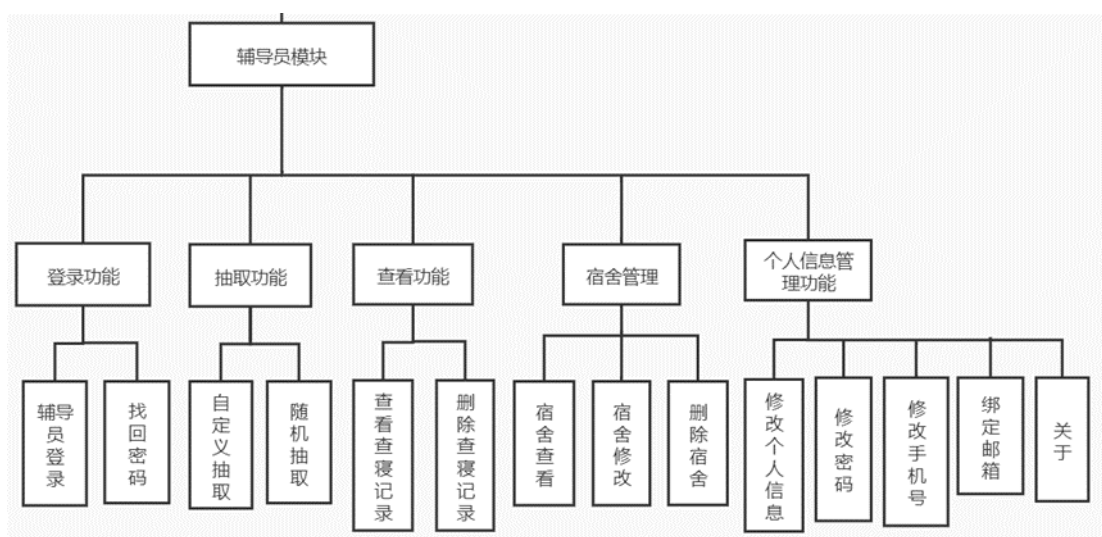 辅导员模块
登录功能
抽取功能
查看功能
宿舍管理
个人信息管
理功能
辅导
员
登
录
找回密码
自定义抽取
随机抽取
查看查寝记录
删除查寝记录
宿舍查看
宿舍修改
删除宿舍
修改个人信息
修改密码
修改手机号
绑定邮箱
关于